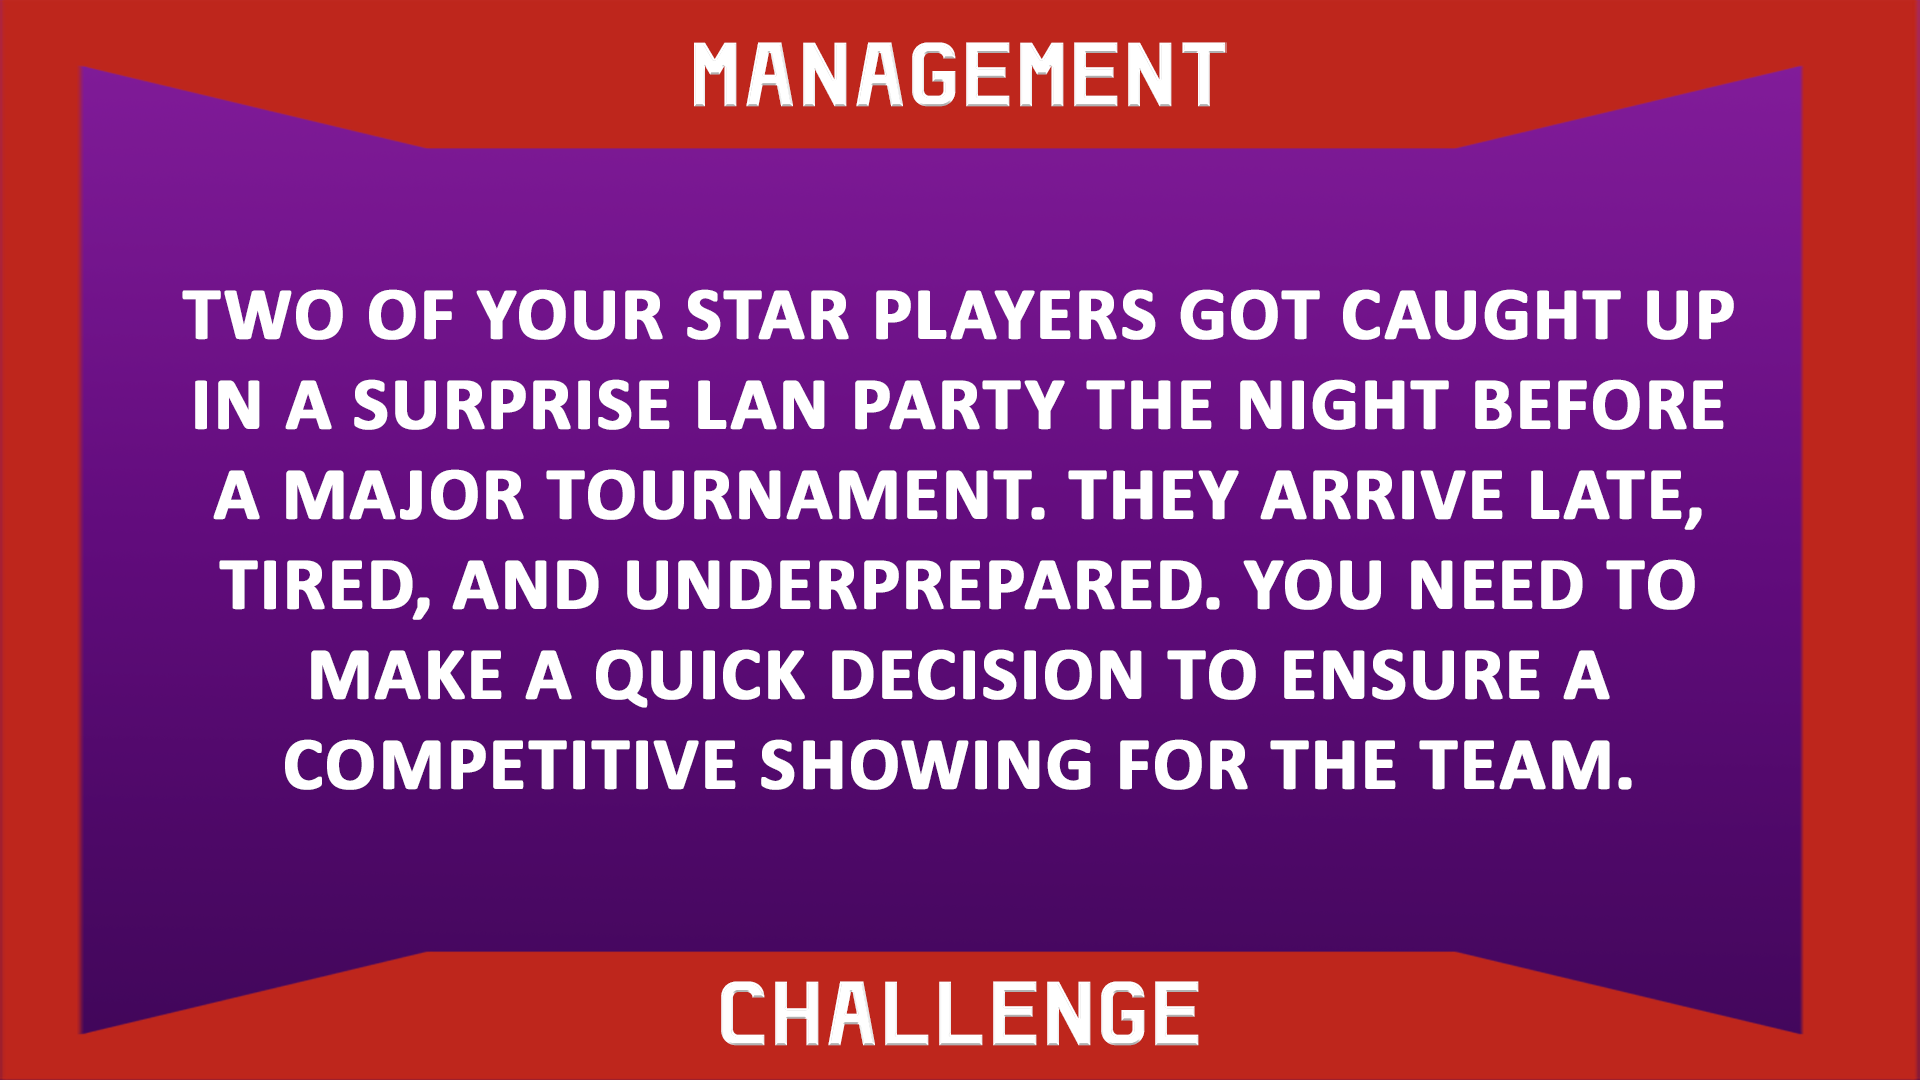 MANAGEMENT
TWO OF YOUR STAR PLAYERS GOT CAUGHT UP
IN A SURPRISE LAN PARTY THE NIGHT BEFORE
A MAJOR TOURNAMENT. THEY ARRIVE LATE,
TIRED, AND UNDERPREPARED. YOU NEED TO
MAKE A QUICK DECISION TO ENSURE A
COMPETITIVE SHOWING FOR THE TEAM.
CHALLENGE